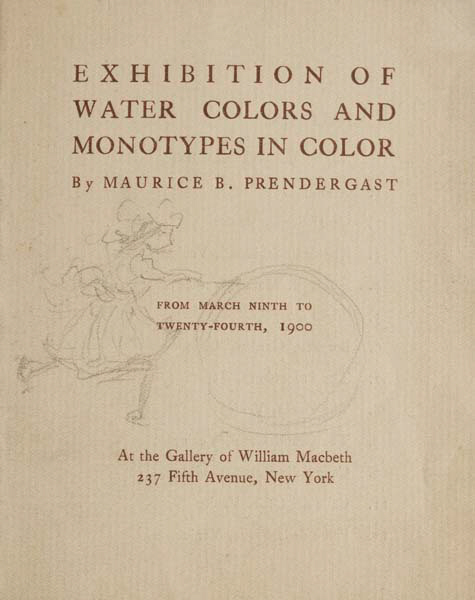 EXHIBITION OF
WATER COLORS AND
MONOTYPES IN COLOR
By MAURICE B. PRENDERGAST
FROM MARCH NINTH TO
TWENTY-FOURTH, 1900
At the Gallery of William Macbeth
237 Fifth Avenue, New York